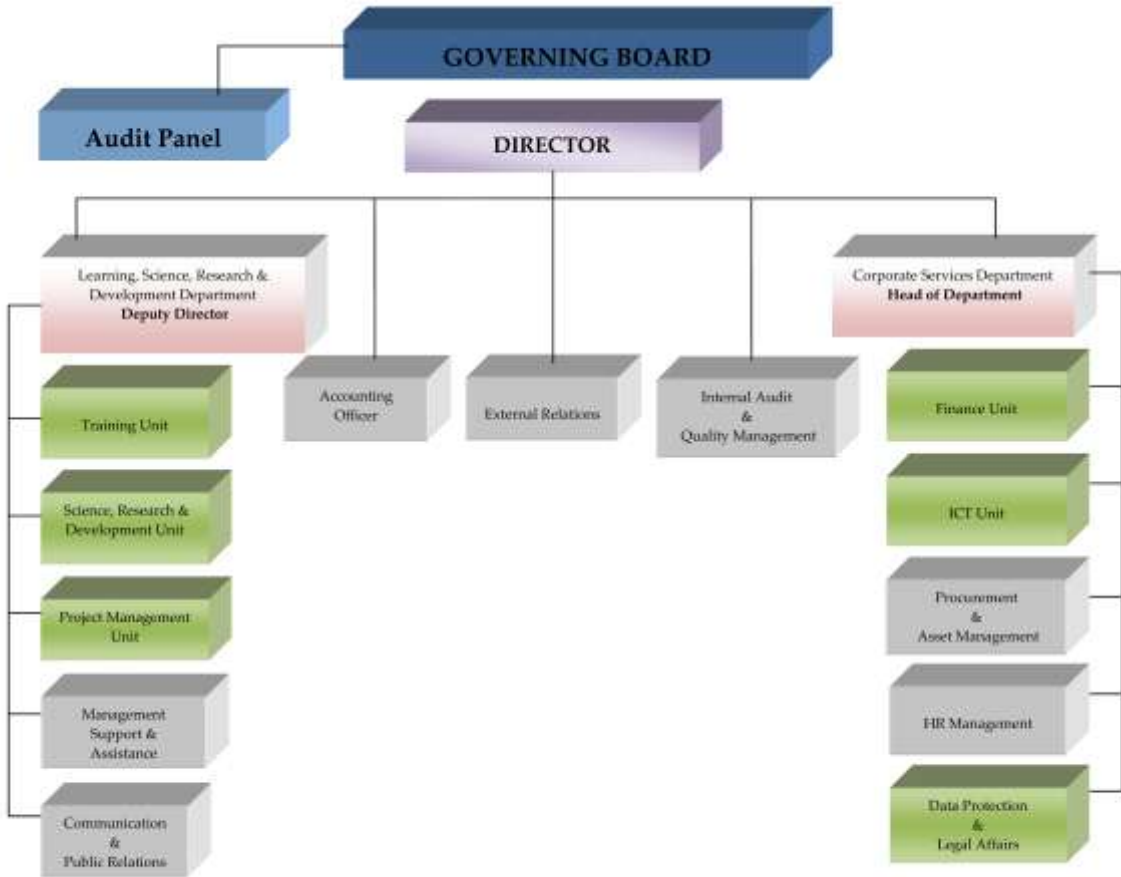 GOVERNING BOARD
Audit Panel
DIRECTOR
Learning, Science, Research &
Development Department
Deputy Director
Corporate Services Department
Head of Department
Accounting
Officer
External Relations
Internal Audit
&
Quality Management
Training Unit
Science, Research &
Development Unit
Project Management
Unit
Management
Support &
Assistance
Communication
&
Public Relations
Finance Unit
ICT Unit
Procurement
&
Asset Management
HR Management
Data Protection
&
Legal Affairs